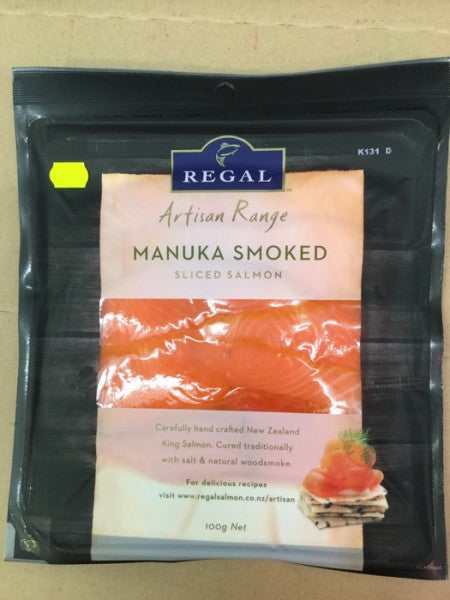 K131 D
REGAL
Artisan Range
MANUKA SMOKED
SLICED SALMON
Carefully hand crafted New Zealand
King Salmon. Cured traditionally
with salt & natural woodsmoke.
For delicious recipes
visit www.regalsalmon.co.nz/artisan
100g Net